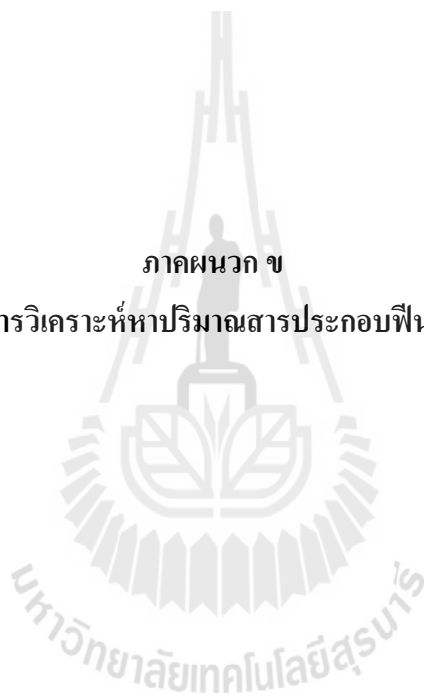 ภาคผนวก ข
ารวิเคราะห์หาปริมาณสารประกอบฟีน
มหาวิทยาลัยเทคโนโลยีสุรนารี